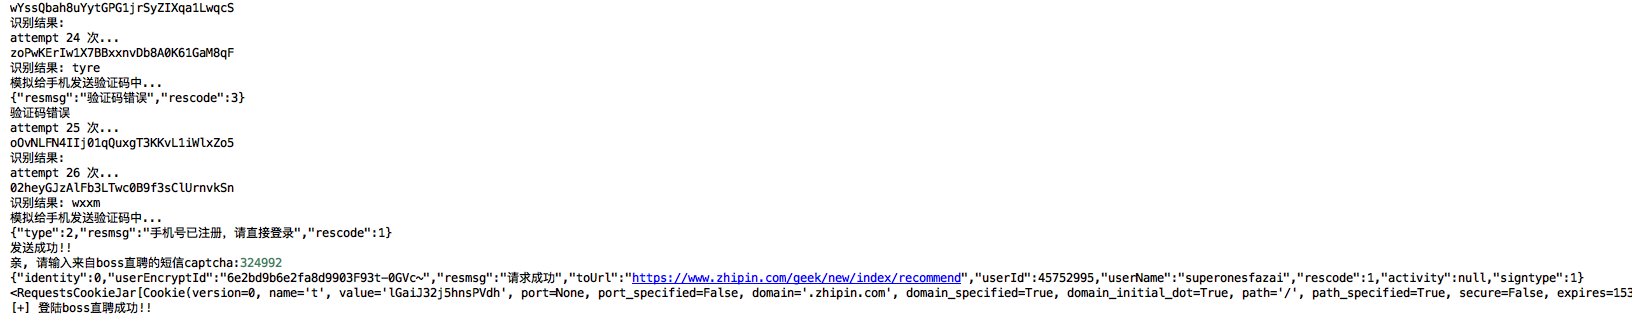 wYssQbah8uYytGPG1jrSyZIXqa1LwqcS
识别结果:
attempt 24 次...
zoPwKErIw1X7BBxxnvDb8A0K61GaM8qF
识别结果: tyre
模拟给手机发送验证码中...
{"resmsg":"验证码错误","rescode":3}
验证码错误
attempt 25 次...
oOvNLFN4IIj01qQuxgT3KKvL1iWlxZo5
识别结果:
attempt 26 次...
02heyGJzAlFb3LTwc0B9f3sClUrnvkSn
识别结果: wxxm
模拟给手机发送验证码中...
{"type":2,"resmsg":"手机号已注册，请直接登录","rescode":1}
发送成功!!
亲, 请输入来自boss直聘的短信captcha:324992
{"identity":0,"userEncryptId":"6e2bd9b6e2fa8d9903F93t-0GVc~","resmsg":"请求成功","toUrl":"https://www.zhipin.com/geek/new/index/recommend","userId":45752995,"userName":"superonesfazai","rescode":1,"activity":null,"signtype":1}
<RequestsCookieJar[Cookie(version=0, name='t', value='lGaiJ32j5hnsPVdh', port=None, port_specified=False, domain='.zhipin.com', domain_specified=True, domain_initial_dot=True, path='/', path_specified=True, secure=False, expires=153
[+] 登陆boss直聘成功!!